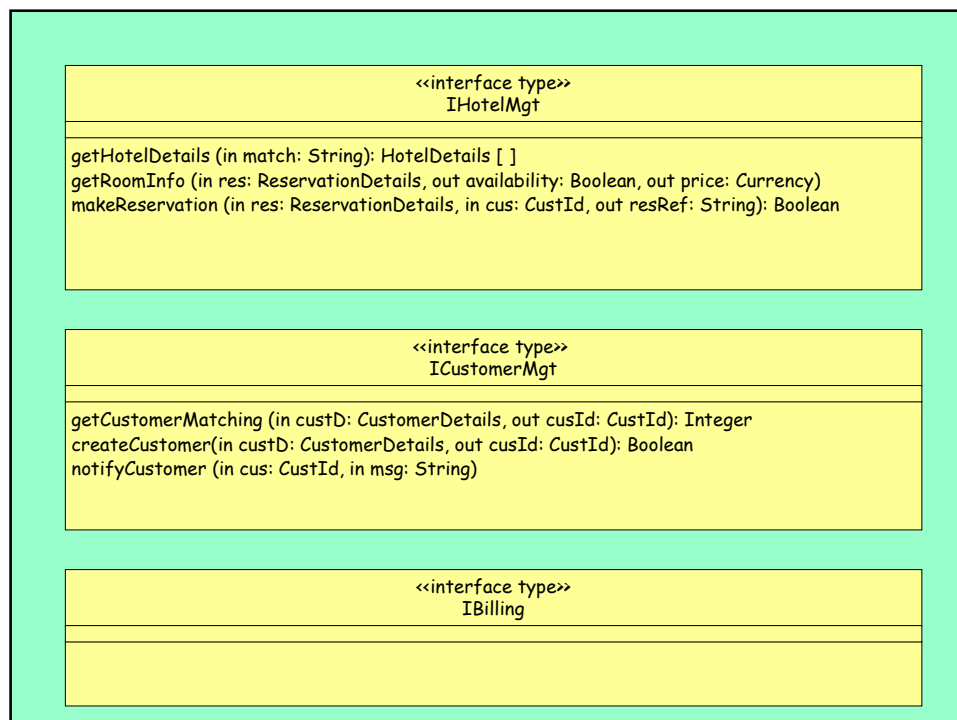 <<interface type>>
IHotelMgt
getHotelDetails (in match: String): HotelDetails [ ]
getRoomInfo (in res: ReservationDetails, out availability: Boolean, out price: Currency)
makeReservation (in res: ReservationDetails, in cus: CustId, out resRef: String): Boolean
<<interface type>>
ICustomerMgt
getCustomerMatching (in custD: CustomerDetails, out cusId: CustId): Integer
createCustomer(in custD: CustomerDetails, out cusId: CustId): Boolean
notifyCustomer (in cus: CustId, in msg: String)
<<interface type>>
IBilling